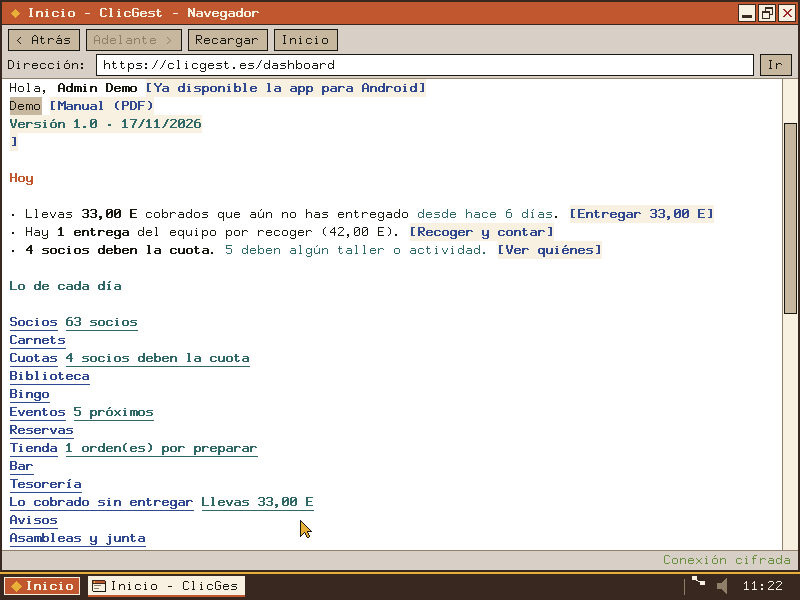 Inicio - ClicGest - Navegador
< Atrás Adelante > Recargar Inicio
Dirección: https://clicgest.es/dashboard Ir
Hola, Admin Demo [Ya disponible la app para Android]
Demo [Manual (PDF)
Versión 1.0 · 17/11/2026
]
Hoy
· Llevas 33,00 E cobrados que aún no has entregado desde hace 6 días. [Entregar 33,00 E]
· Hay 1 entrega del equipo por recoger (42,00 E). [Recoger y contar]
· 4 socios deben la cuota. 5 deben algún taller o actividad. [Ver quiénes]
Lo de cada día
Socios 63 socios
Carnets
Cuotas 4 socios deben la cuota
Biblioteca
Bingo
Eventos 5 próximos
Reservas
Tienda 1 orden(es) por preparar
Bar
Tesorería
Lo cobrado sin entregar Llevas 33,00 E
Avisos
Asambleas y junta
Conexión cifrada
Inicio Inicio - ClicGes 11:22